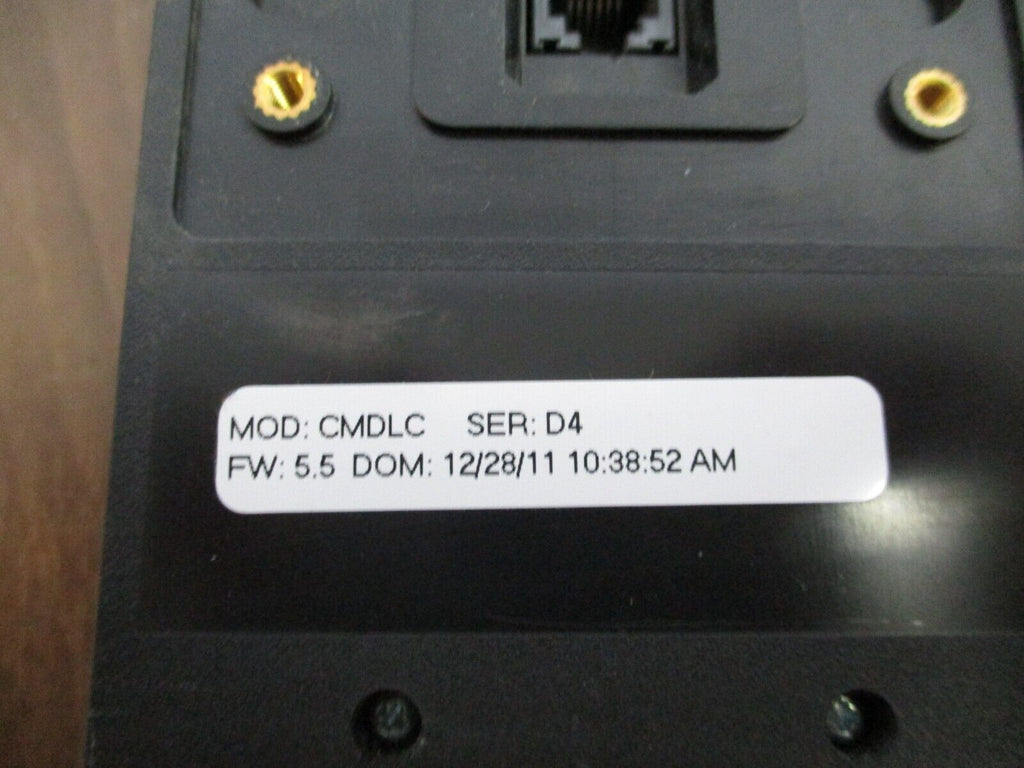 MOD: CMDLC SER: D4
FW: 5.5 DOM: 12/28/11 10:38:52 AM